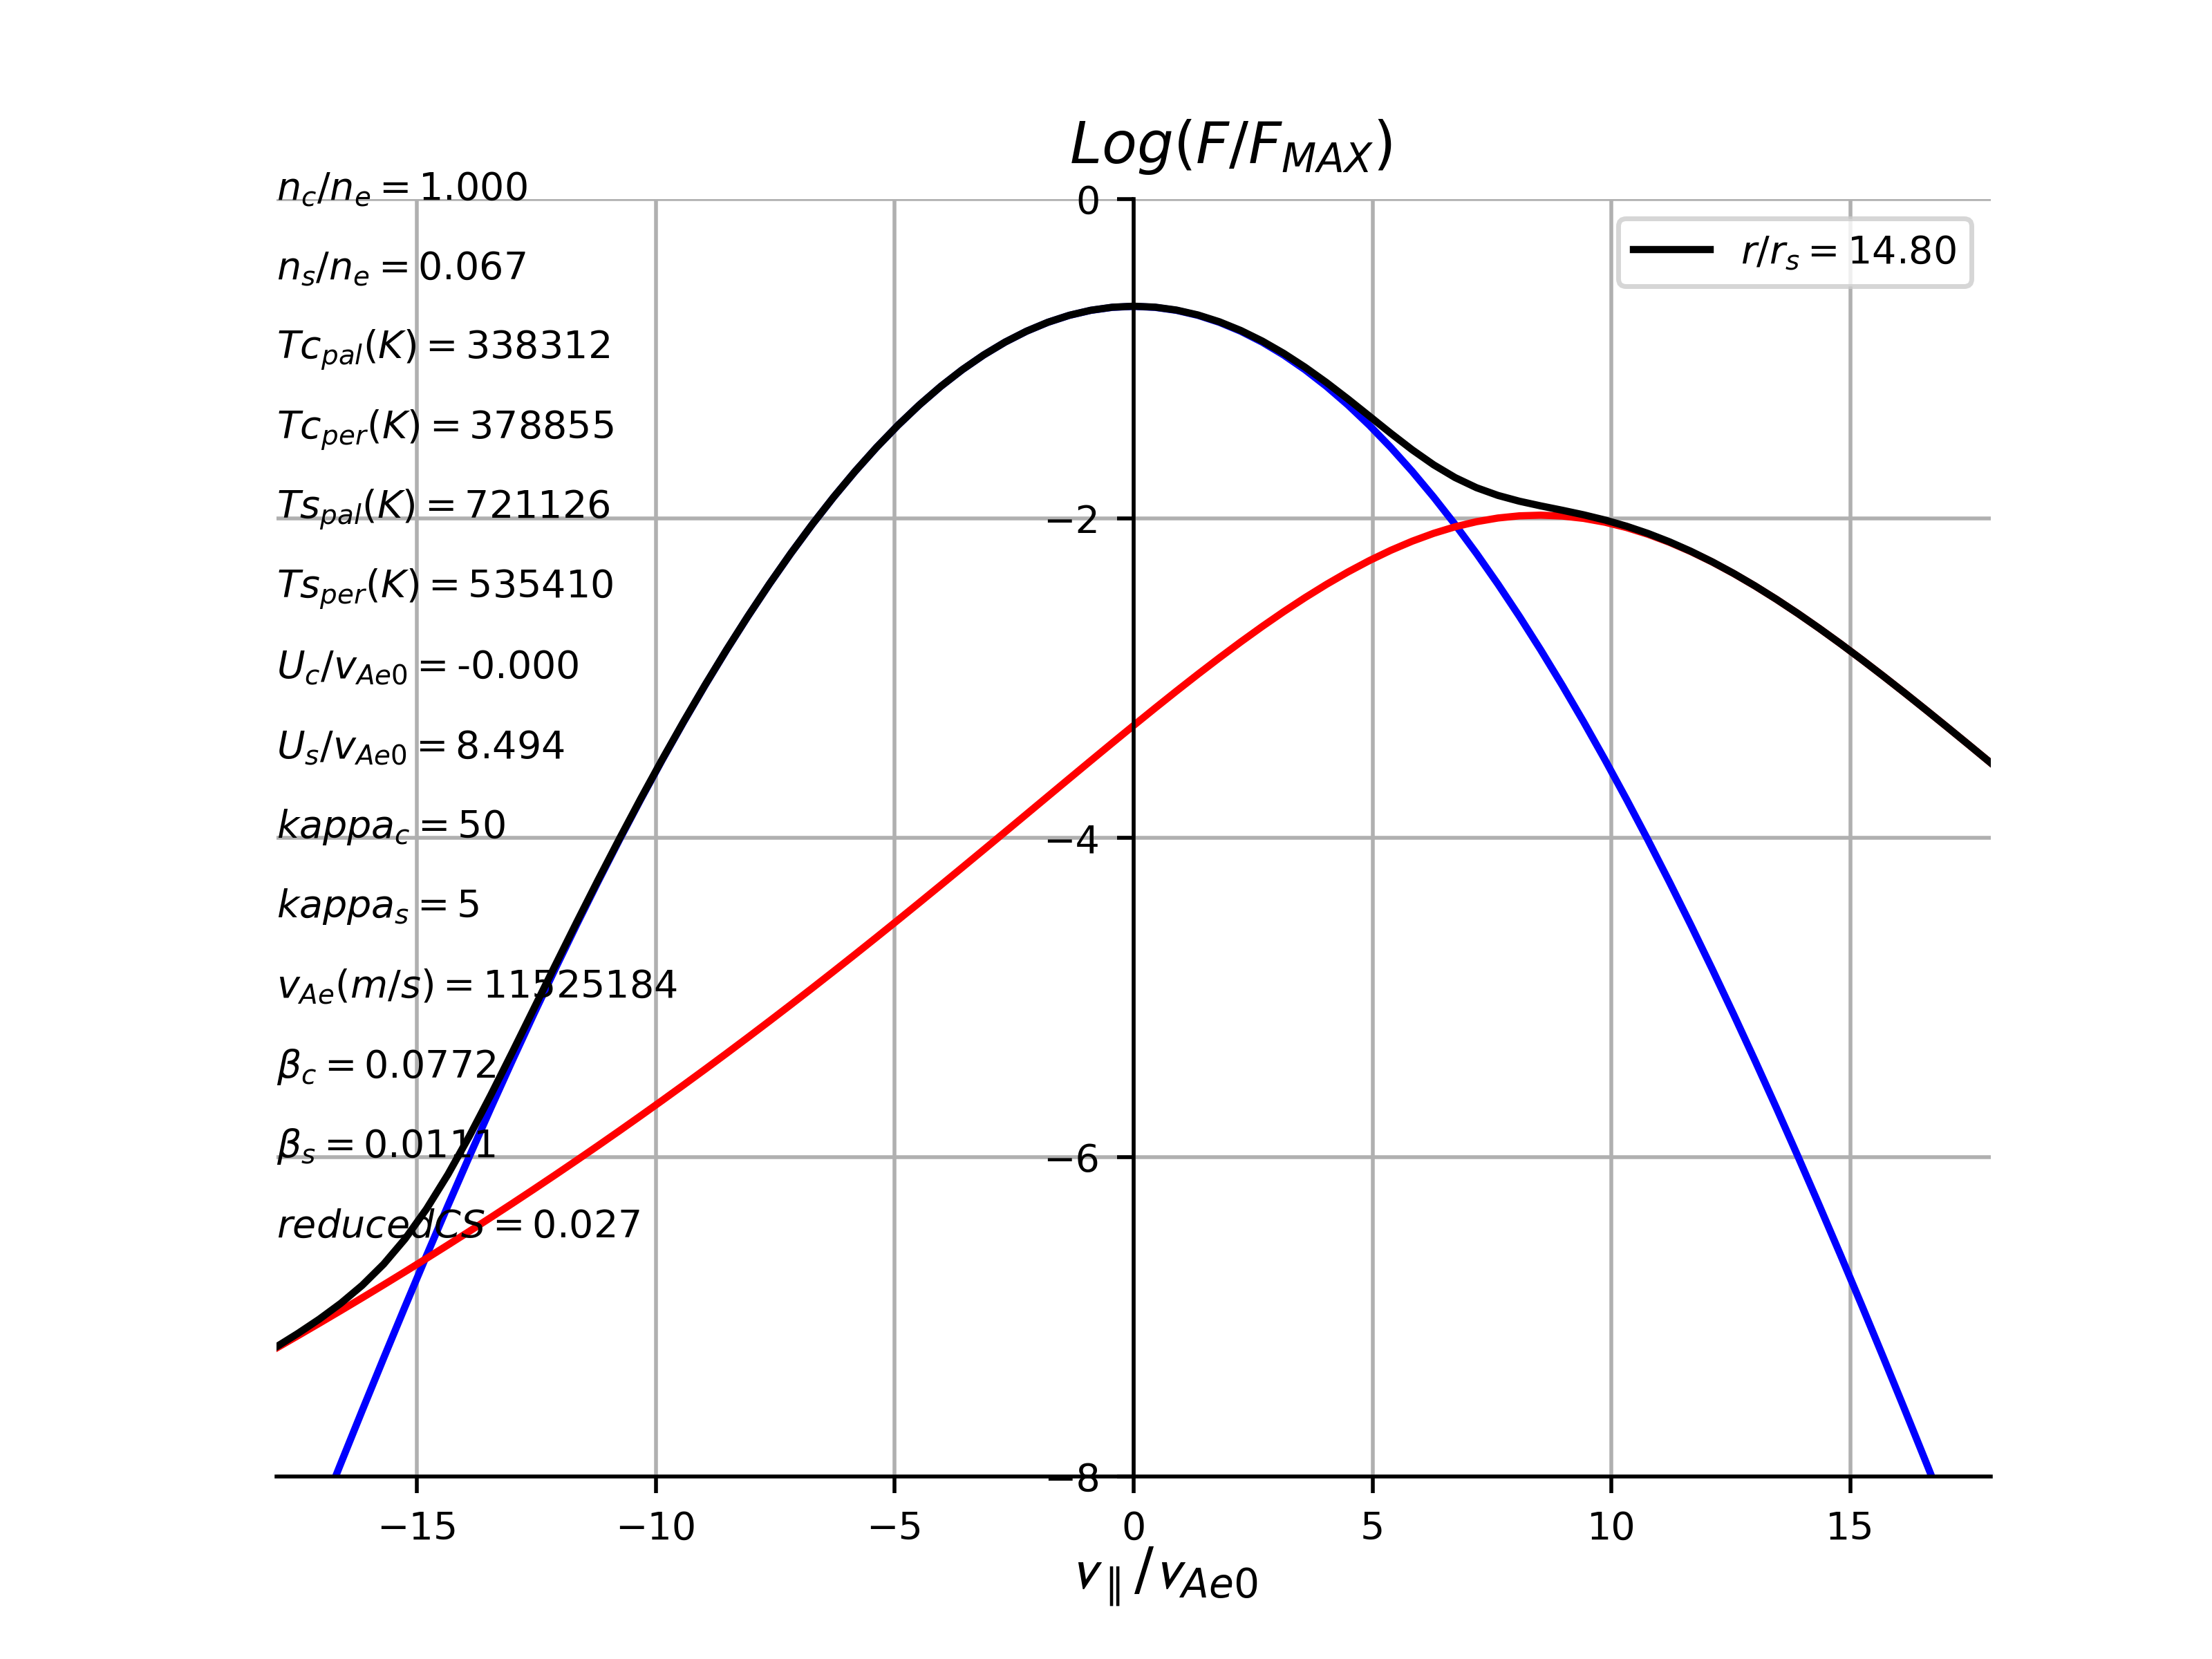 Log(F/F_MAX)
n_c/n_e = 1.000
0
r/r_s = 14.80
n_s/n_e = 0.067
Tc_pal(K) = 338312
Tc_per(K) = 378855
Ts_pal(K) = 721126
−2
Ts_per(K) = 535410
U_c/v_Ae0 = -0.000
U_s/v_Ae0 = 8.494
kappa_c = 50
−4
kappa_s = 5
v_Ae(m/s) = 11525184
β_c = 0.0772
β_s = 0.0111
−6
reducedCS = 0.027
−8
−15 −10 −5 0 5 10 15
v_∥/v_Ae0